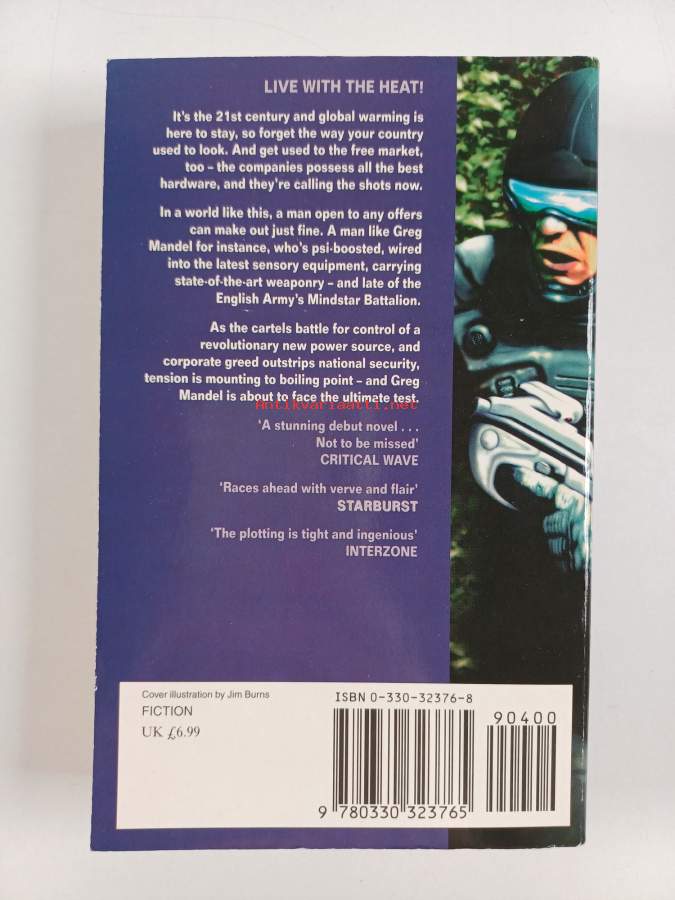 LIVE WITH THE HEAT!
It's the 21st century and global warming is
here to stay, so forget the way your country
used to look. And get used to the free market,
too – the companies possess all the best
hardware, and they're calling the shots now.
In a world like this, a man open to any offers
can make out just fine. A man like Greg
Mandel for instance, who's psi-boosted, wired
into the latest sensory equipment, carrying
state-of-the-art weaponry – and late of the
English Army's Mindstar Battalion.
As the cartels battle for control of a
revolutionary new power source, and
corporate greed outstrips national security,
tension is mounting to boiling point – and Greg
Mandel is about to face the ultimate test.
Antikvariaatti.net
'A stunning debut novel . . .
Not to be missed'
CRITICAL WAVE
'Races ahead with verve and flair'
STARBURST
'The plotting is tight and ingenious'
INTERZONE
Cover illustration by Jim Burns
FICTION
UK £6.99
ISBN 0-330-32376-8
90400
9 780330 323765